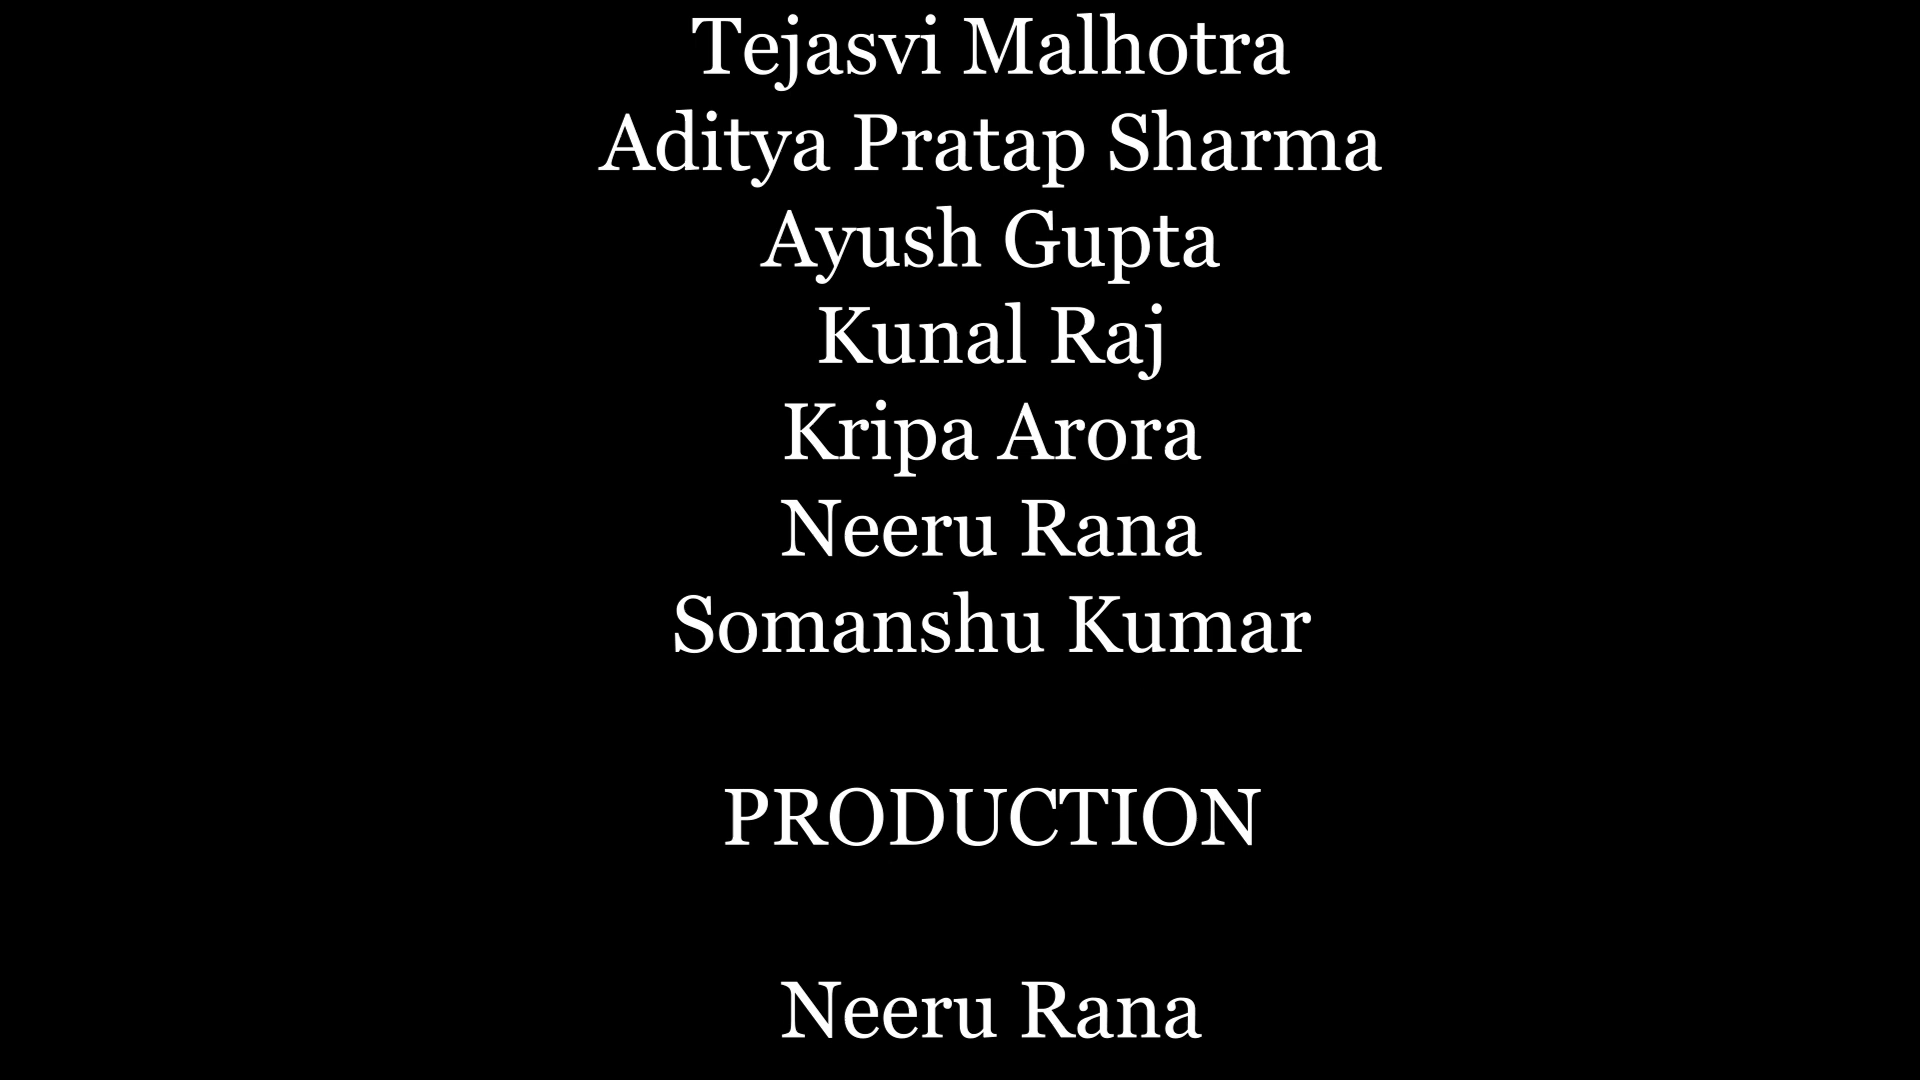 Tejasvi Malhotra
Aditya Pratap Sharma
Ayush Gupta
Kunal Raj
Kripa Arora
Neeru Rana
Somanshu Kumar
PRODUCTION
Neeru Rana